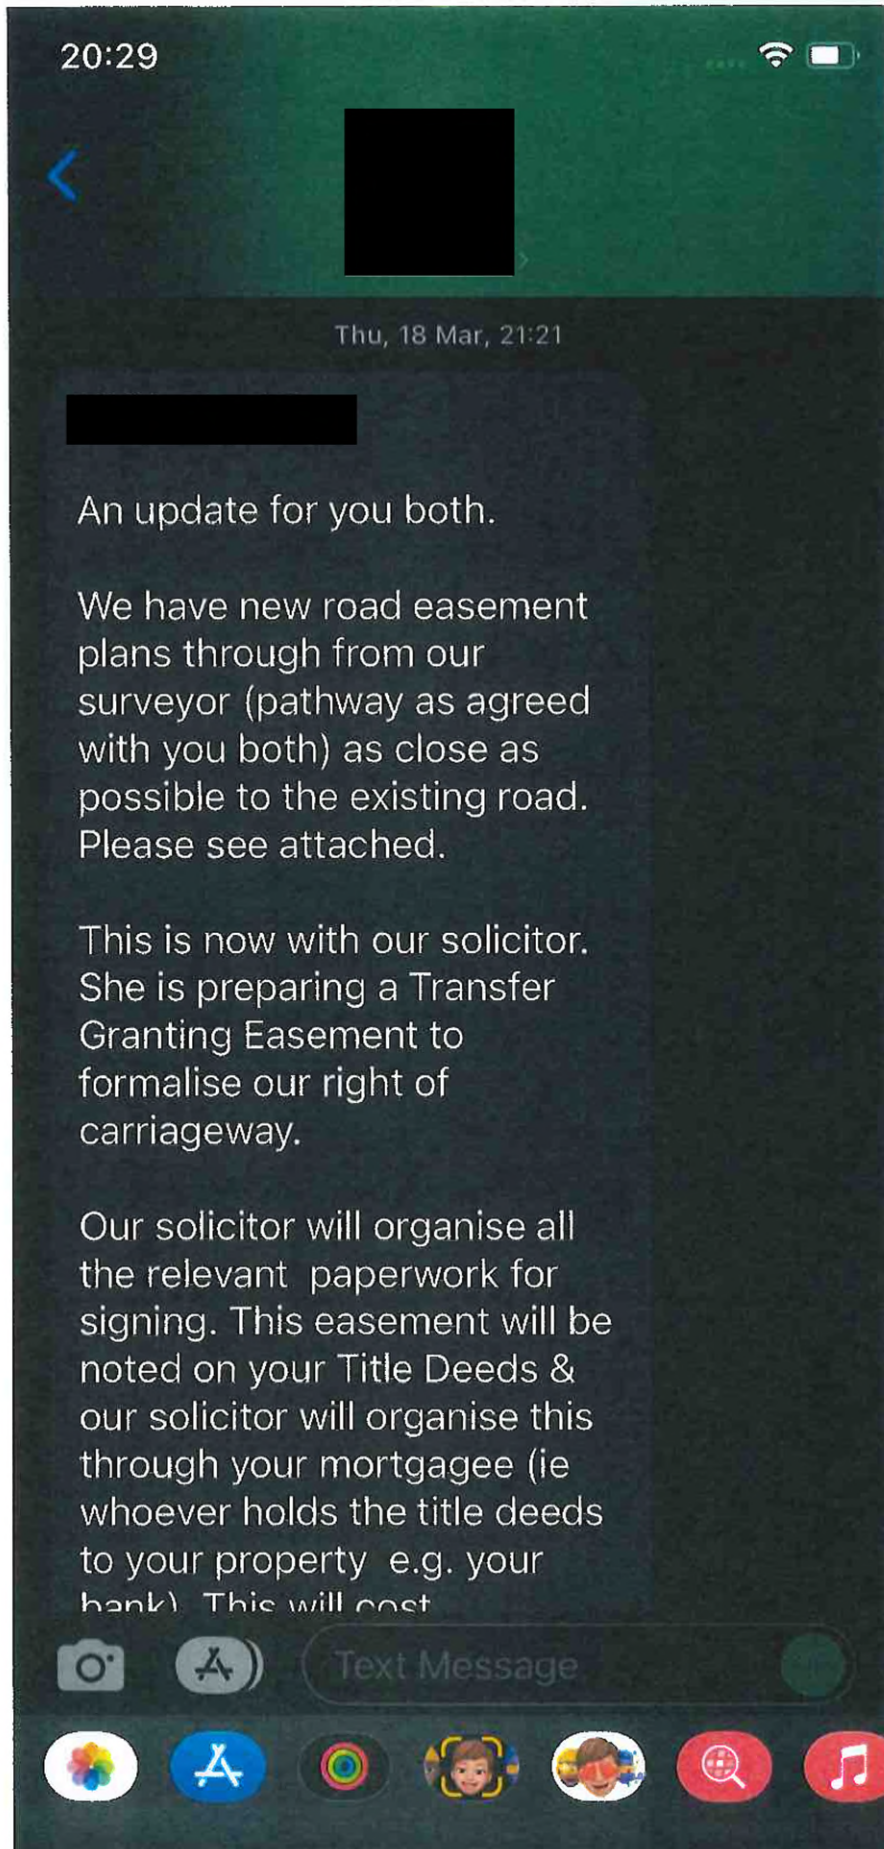 20:29
Thu, 18 Mar, 21:21
An update for you both.
We have new road easement
plans through from our
surveyor (pathway as agreed
with you both) as close as
possible to the existing road.
Please see attached.
This is now with our solicitor.
She is preparing a Transfer
Granting Easement to
formalise our right of
carriageway.
Our solicitor will organise all
the relevant  paperwork for
signing. This easement will be
noted on your Title Deeds &
our solicitor will organise this
through your mortgagee (ie
whoever holds the title deeds
to your property  e.g. your
bank). This will cost
Text Message